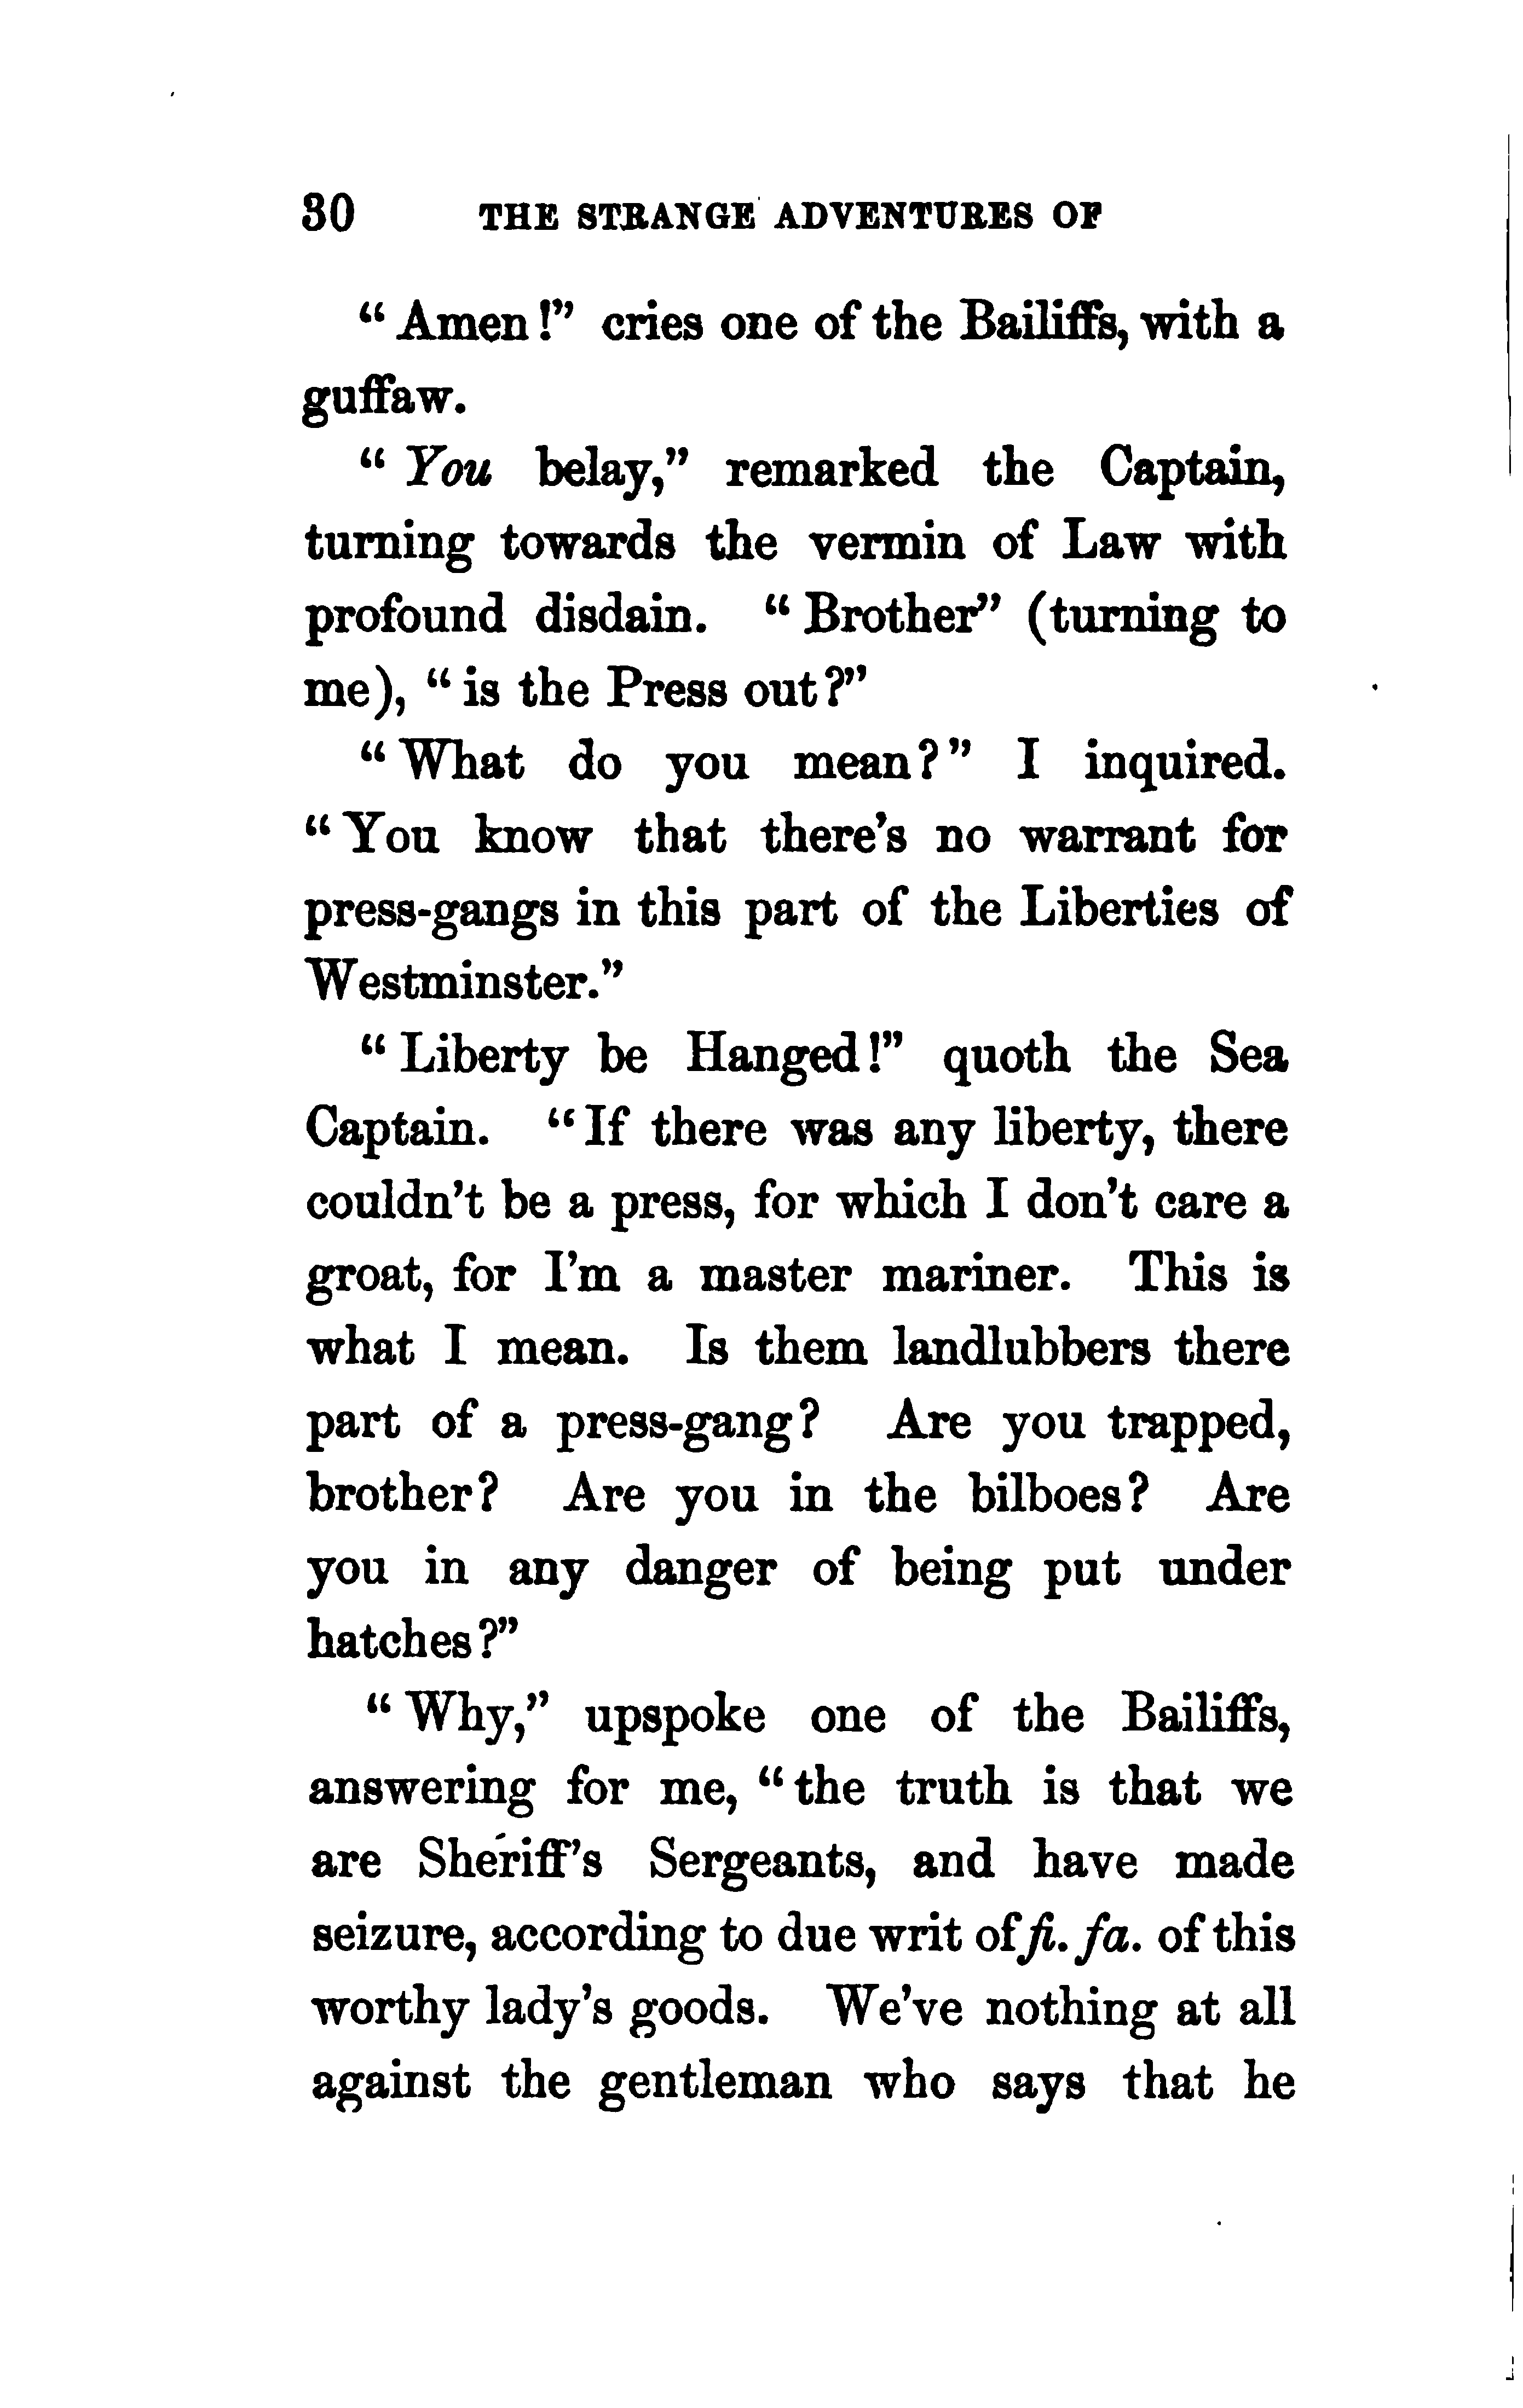 30 THE STRANGE ADVENTURES OF
“Amen!” cries one of the Bailiffs, with a
guffaw.
“You belay,” remarked the Captain,
turning towards the vermin of Law with
profound disdain. “Brother” (turning to
me), “is the Press out?”
“What do you mean?” I inquired.
“You know that there’s no warrant for
press-gangs in this part of the Liberties of
Westminster.”
“Liberty be Hanged!” quoth the Sea
Captain. “If there was any liberty, there
couldn’t be a press, for which I don’t care a
groat, for I’m a master mariner. This is
what I mean. Is them landlubbers there
part of a press-gang? Are you trapped,
brother? Are you in the bilboes? Are
you in any danger of being put under
hatches?”
“Why,” upspoke one of the Bailiffs,
answering for me, “the truth is that we
are Sheriff’s Sergeants, and have made
seizure, according to due writ of fi. fa. of this
worthy lady’s goods. We’ve nothing at all
against the gentleman who says that he